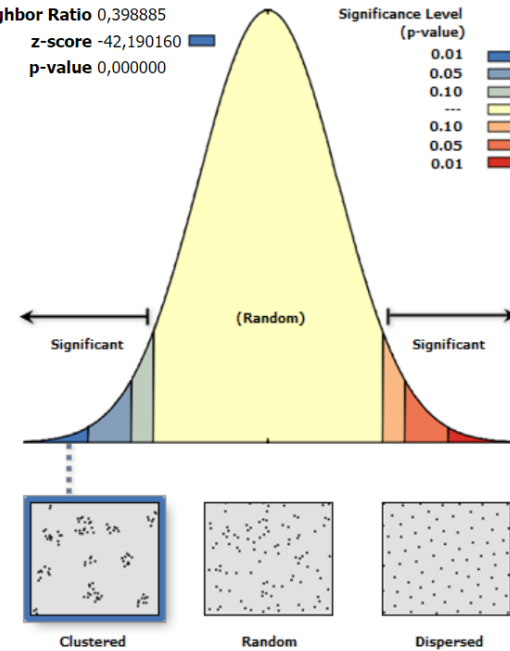 ghbor Ratio 0,398885
z-score -42,190160
p-value 0,000000
Significance Level
(p-value)
0.01
0.05
0.10
---
0.10
0.05
0.01
(Random)
Significant
Significant
Clustered
Random
Dispersed